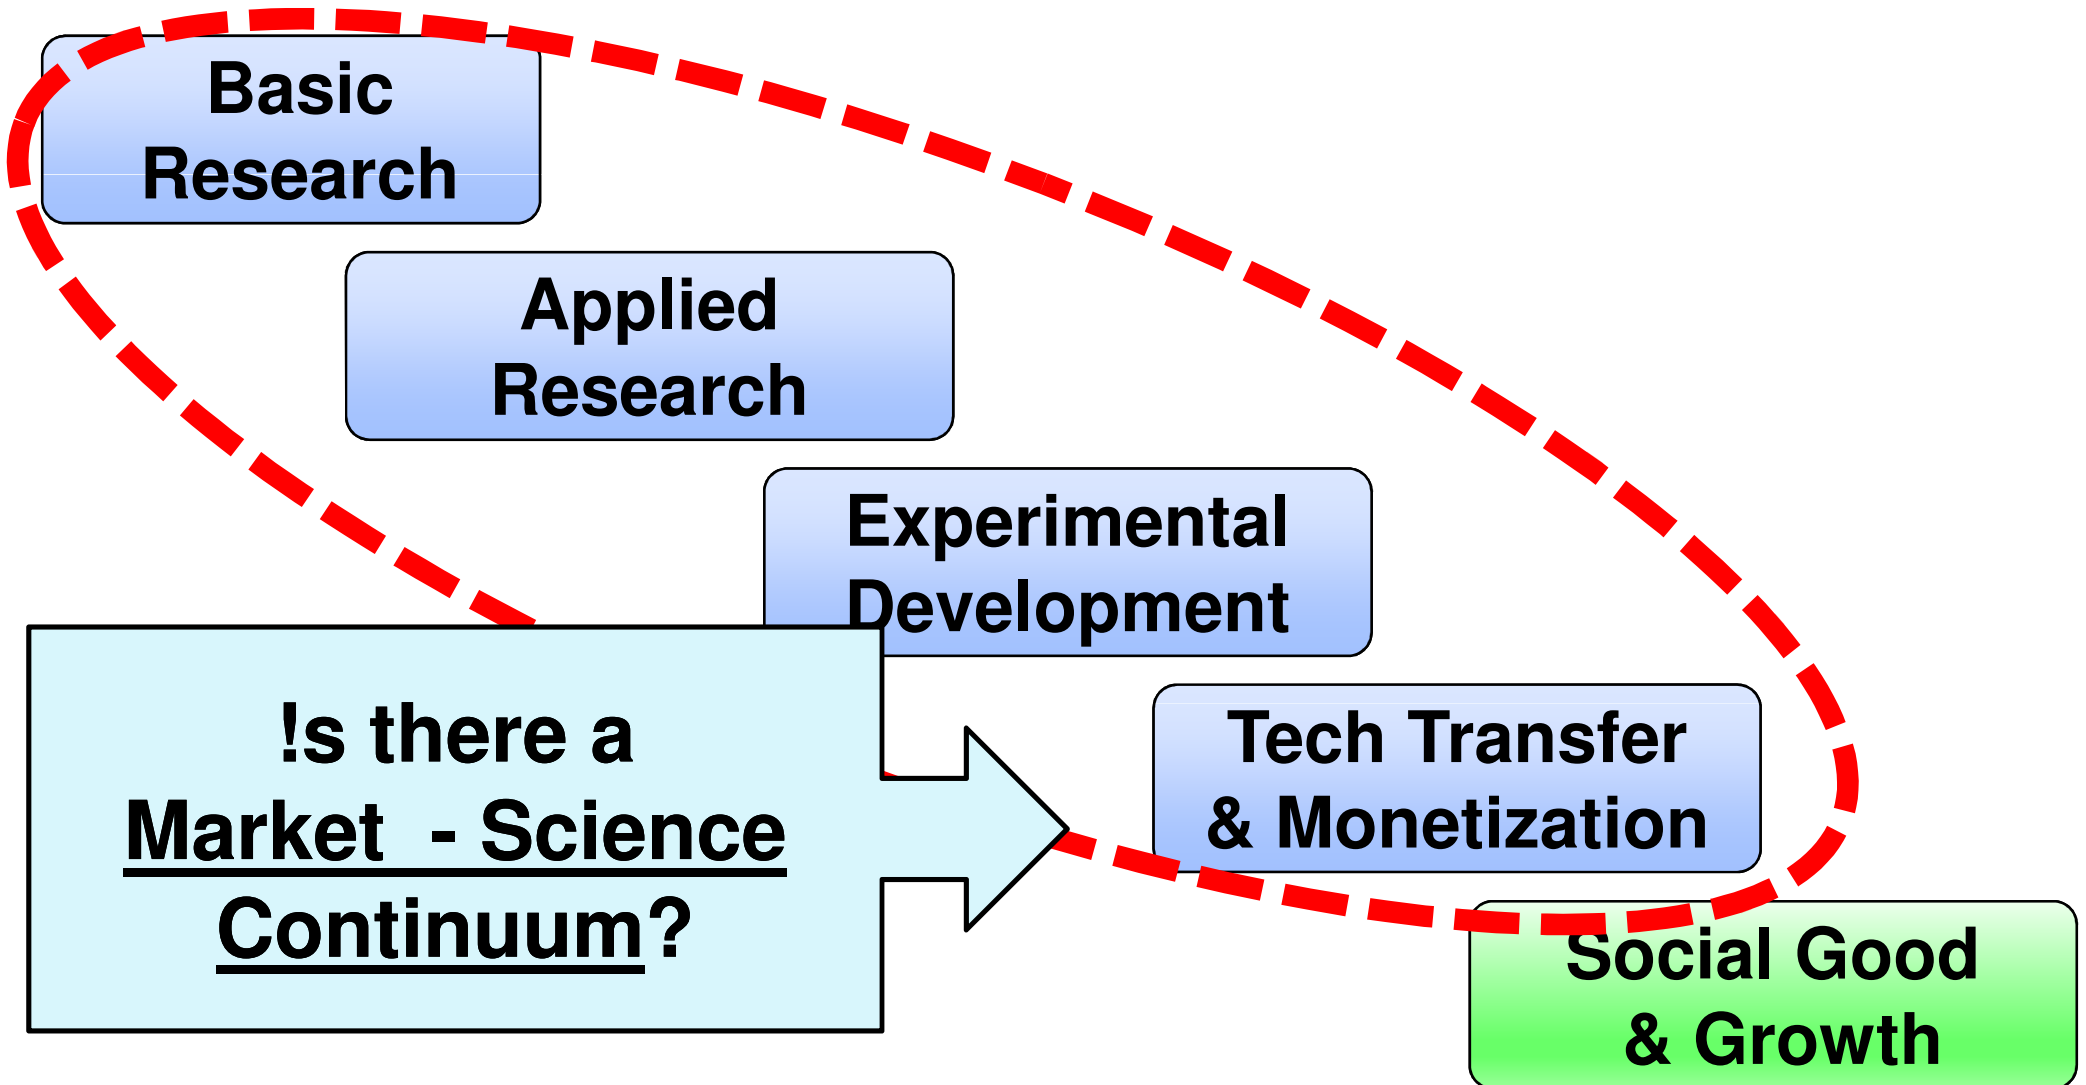 Basic
Research
Applied
Research
Experimental
Development
!s there a
Market  - Science
Continuum?
Tech Transfer
& Monetization
Social Good
& Growth